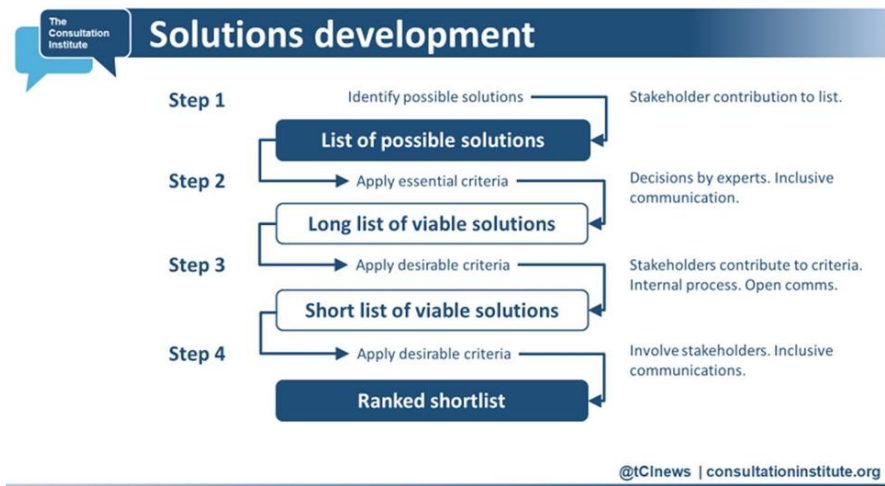 The
Consultation
Institute
Solutions development
Step 1
Identify possible solutions
Stakeholder contribution to list.
List of possible solutions
Step 2
Apply essential criteria
Decisions by experts. Inclusive
communication.
Long list of viable solutions
Step 3
Apply desirable criteria
Stakeholders contribute to criteria.
Internal process. Open comms.
Short list of viable solutions
Step 4
Apply desirable criteria
Involve stakeholders. Inclusive
communications.
Ranked shortlist
@tCInews | consultationinstitute.org